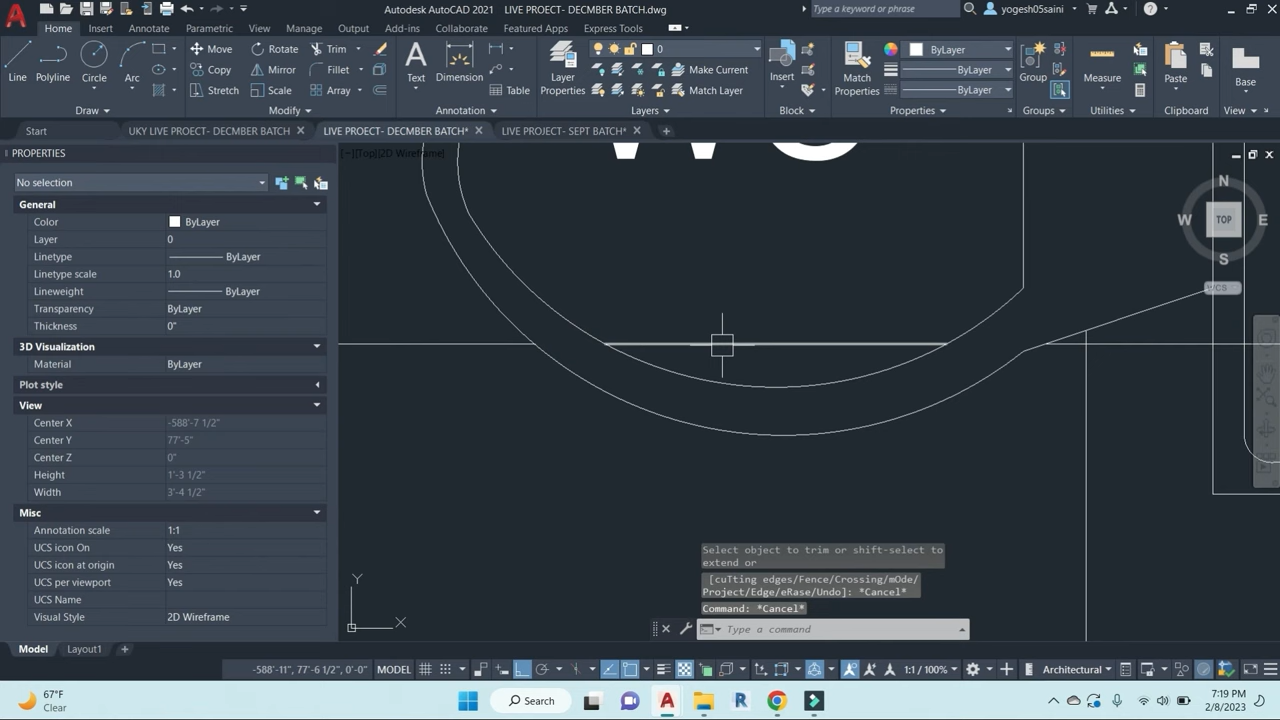 Autodesk AutoCAD 2021 LIVE PROECT- DECMBER BATCH.dwg
Type a keyword or phrase
yogesh05saini
Home Insert Annotate Parametric View Manage Output Add-ins Collaborate Featured Apps
Line Polyline Circle Arc
Move Rotate Trim
Copy Mirror Fillet
Stretch Scale Array
Text Dimension Table
Layer Properties
0
Make Current
Match Layer
Insert
Match Properties
ByLayer
ByLayer
ByLayer
Group
Measure
Paste
Base
Draw Modify Annotation Layers Block Properties Groups Utilities Clipboard View
Start UKY LIVE PROECT- DECMBER BATCH LIVE PROECT- DECMBER BATCH* LIVE PROJECT- SEPT BATCH*
PROPERTIES
[−][Top][2D Wireframe]
No selection
General
Color ByLayer
Layer 0
Linetype ByLayer
Linetype scale 1.0
Lineweight ByLayer
Transparency ByLayer
Thickness 0"
3D Visualization
Material ByLayer
Plot style
View
Center X -588'-7 1/2"
Center Y 77'-5"
Center Z 0"
Height 1'-3 1/2"
Width 3'-4 1/2"
Misc
Annotation scale 1:1
UCS icon On Yes
UCS icon at origin Yes
UCS per viewport Yes
UCS Name
Visual Style 2D Wireframe
N
W TOP E
S
WCS
Y
X
Select object to trim or shift-select to
extend or
[cuTting edges/Fence/Crossing/mOde/
Project/Edge/eRase/Undo]: *Cancel*
Command: *Cancel*
Type a command
Model Layout1
-588'-11", 77'-6 1/2", 0'-0" MODEL 1:1 / 100% Architectural
67°F
Clear
Search
7:19 PM
2/8/2023